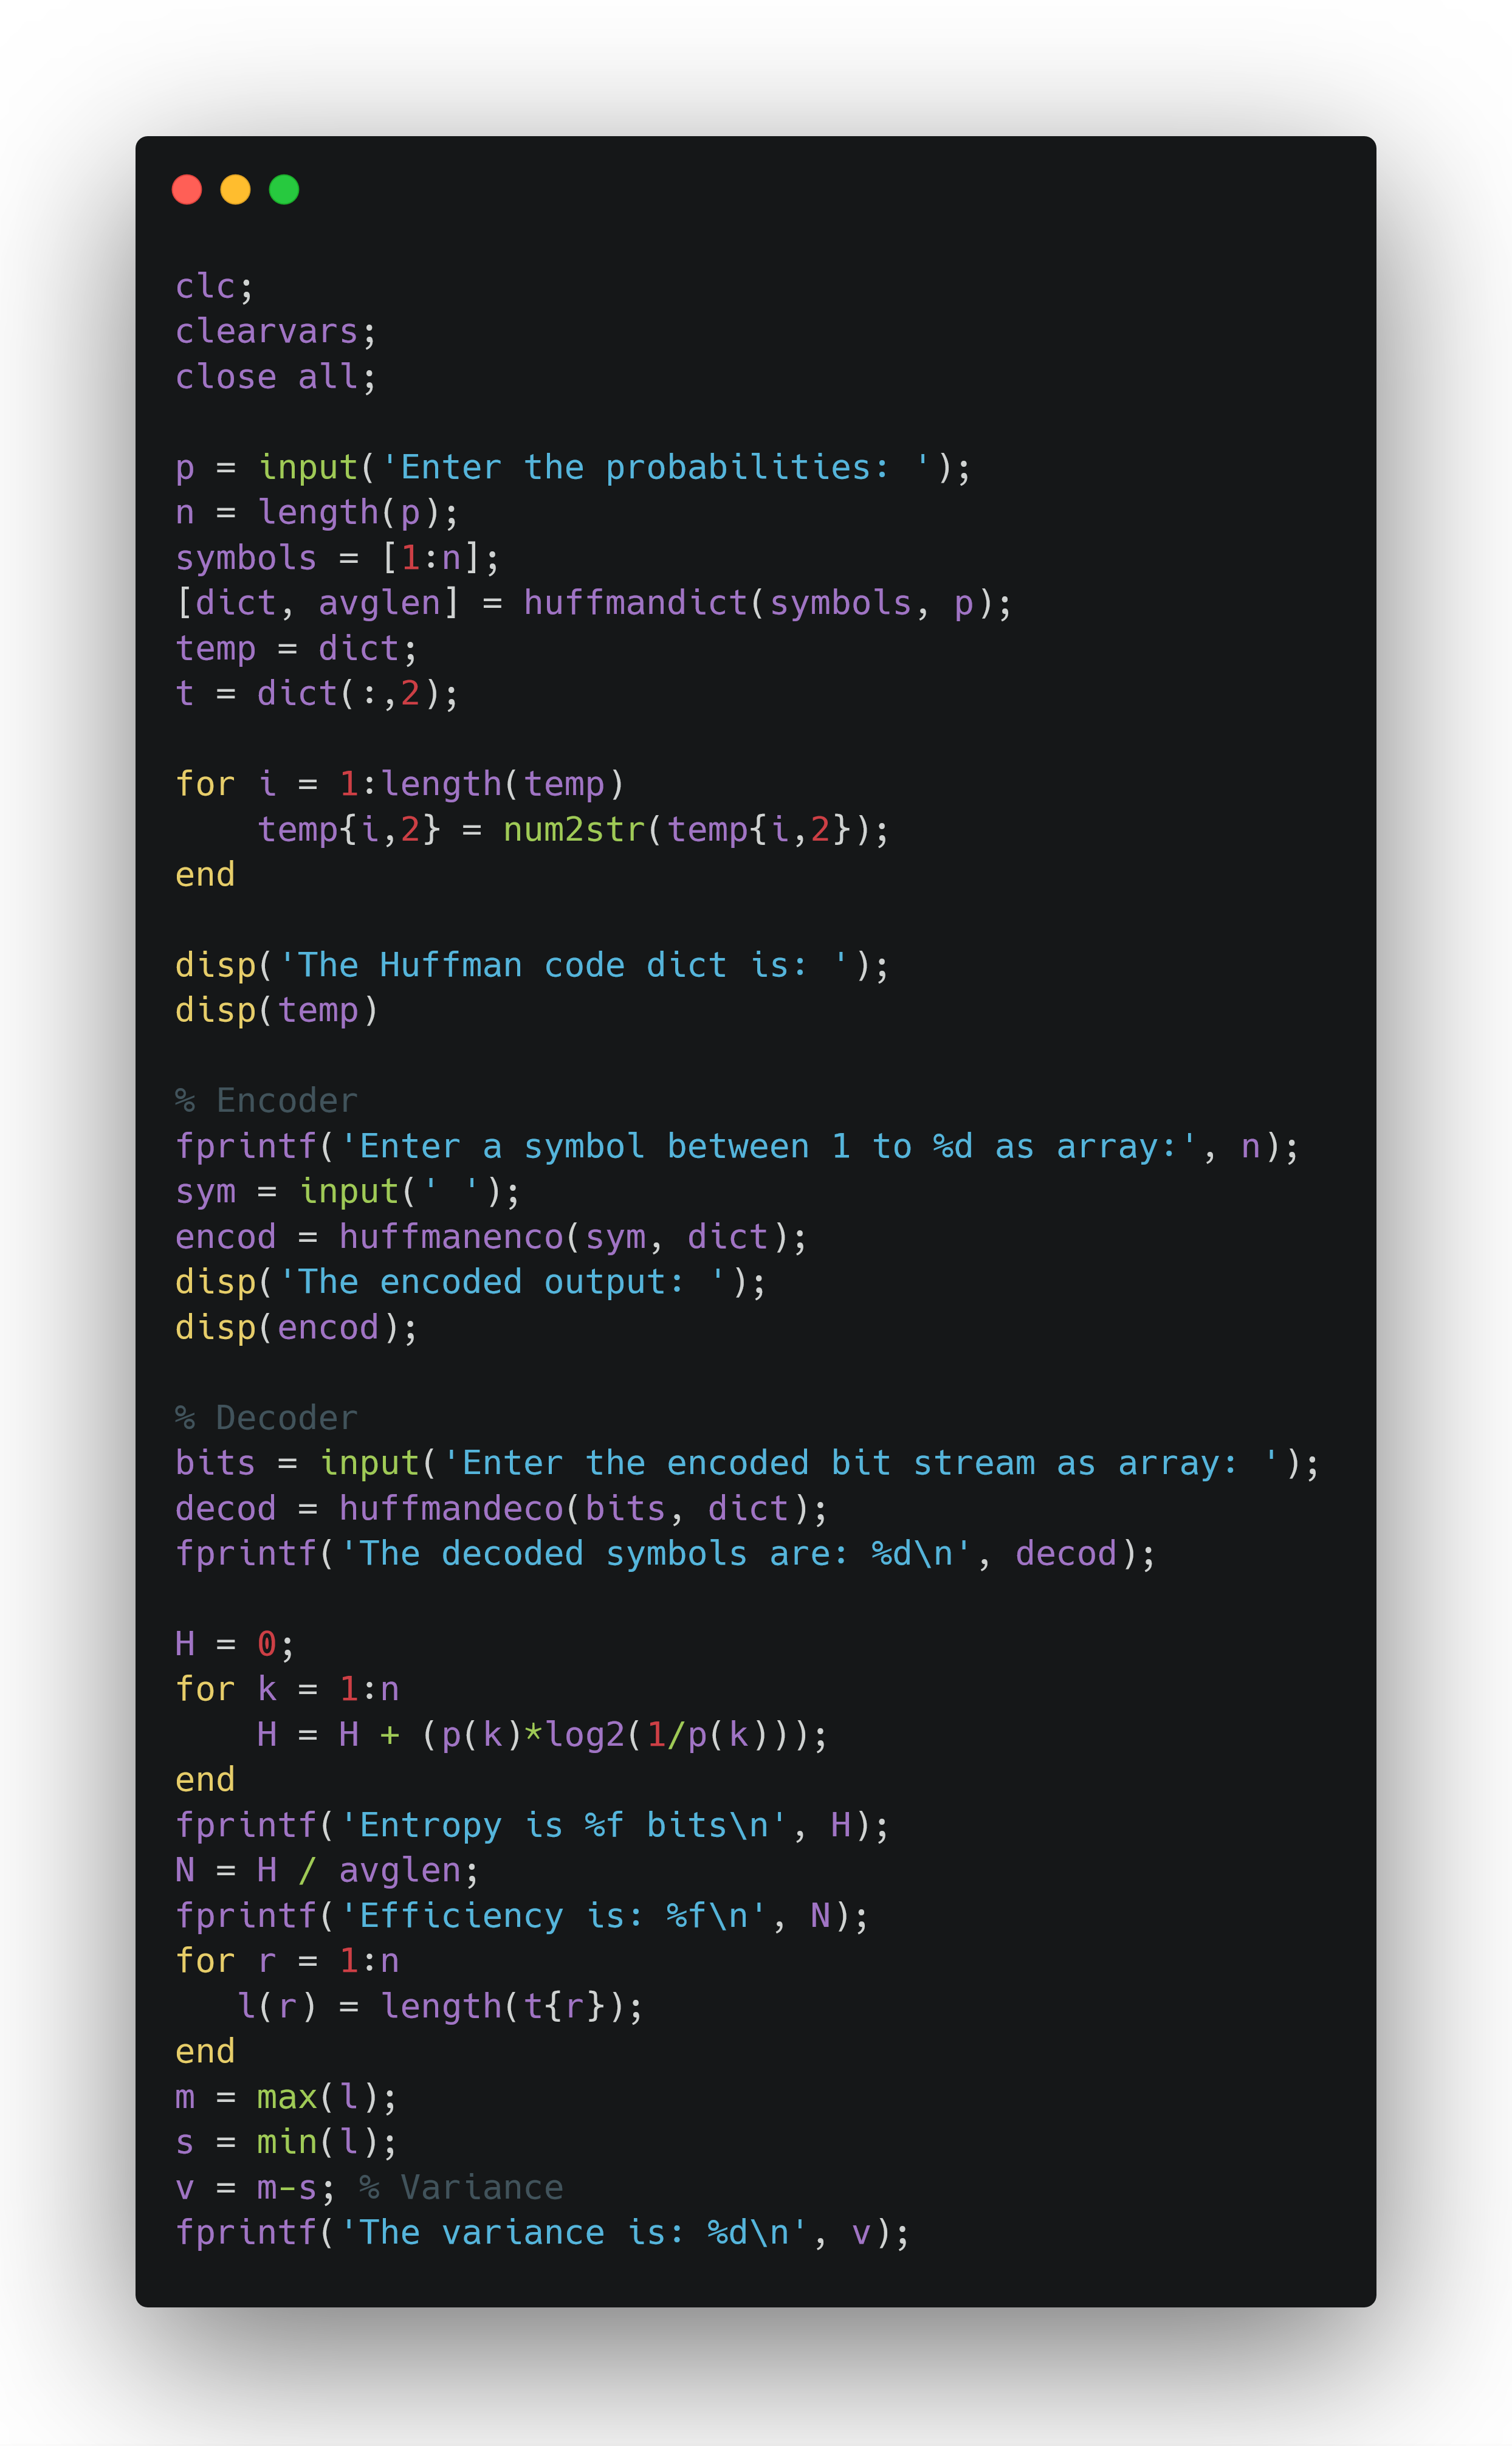 clc;
clearvars;
close all;

p = input('Enter the probabilities: ');
n = length(p);
symbols = [1:n];
[dict, avglen] = huffmandict(symbols, p);
temp = dict;
t = dict(:,2);

for i = 1:length(temp)
    temp{i,2} = num2str(temp{i,2});
end

disp('The Huffman code dict is: ');
disp(temp)

% Encoder
fprintf('Enter a symbol between 1 to %d as array:', n);
sym = input(' ');
encod = huffmanenco(sym, dict);
disp('The encoded output: ');
disp(encod);

% Decoder
bits = input('Enter the encoded bit stream as array: ');
decod = huffmandeco(bits, dict);
fprintf('The decoded symbols are: %d\n', decod);

H = 0;
for k = 1:n
    H = H + (p(k)*log2(1/p(k)));
end
fprintf('Entropy is %f bits\n', H);
N = H / avglen;
fprintf('Efficiency is: %f\n', N);
for r = 1:n
   l(r) = length(t{r});
end
m = max(l);
s = min(l);
v = m-s; % Variance
fprintf('The variance is: %d\n', v);